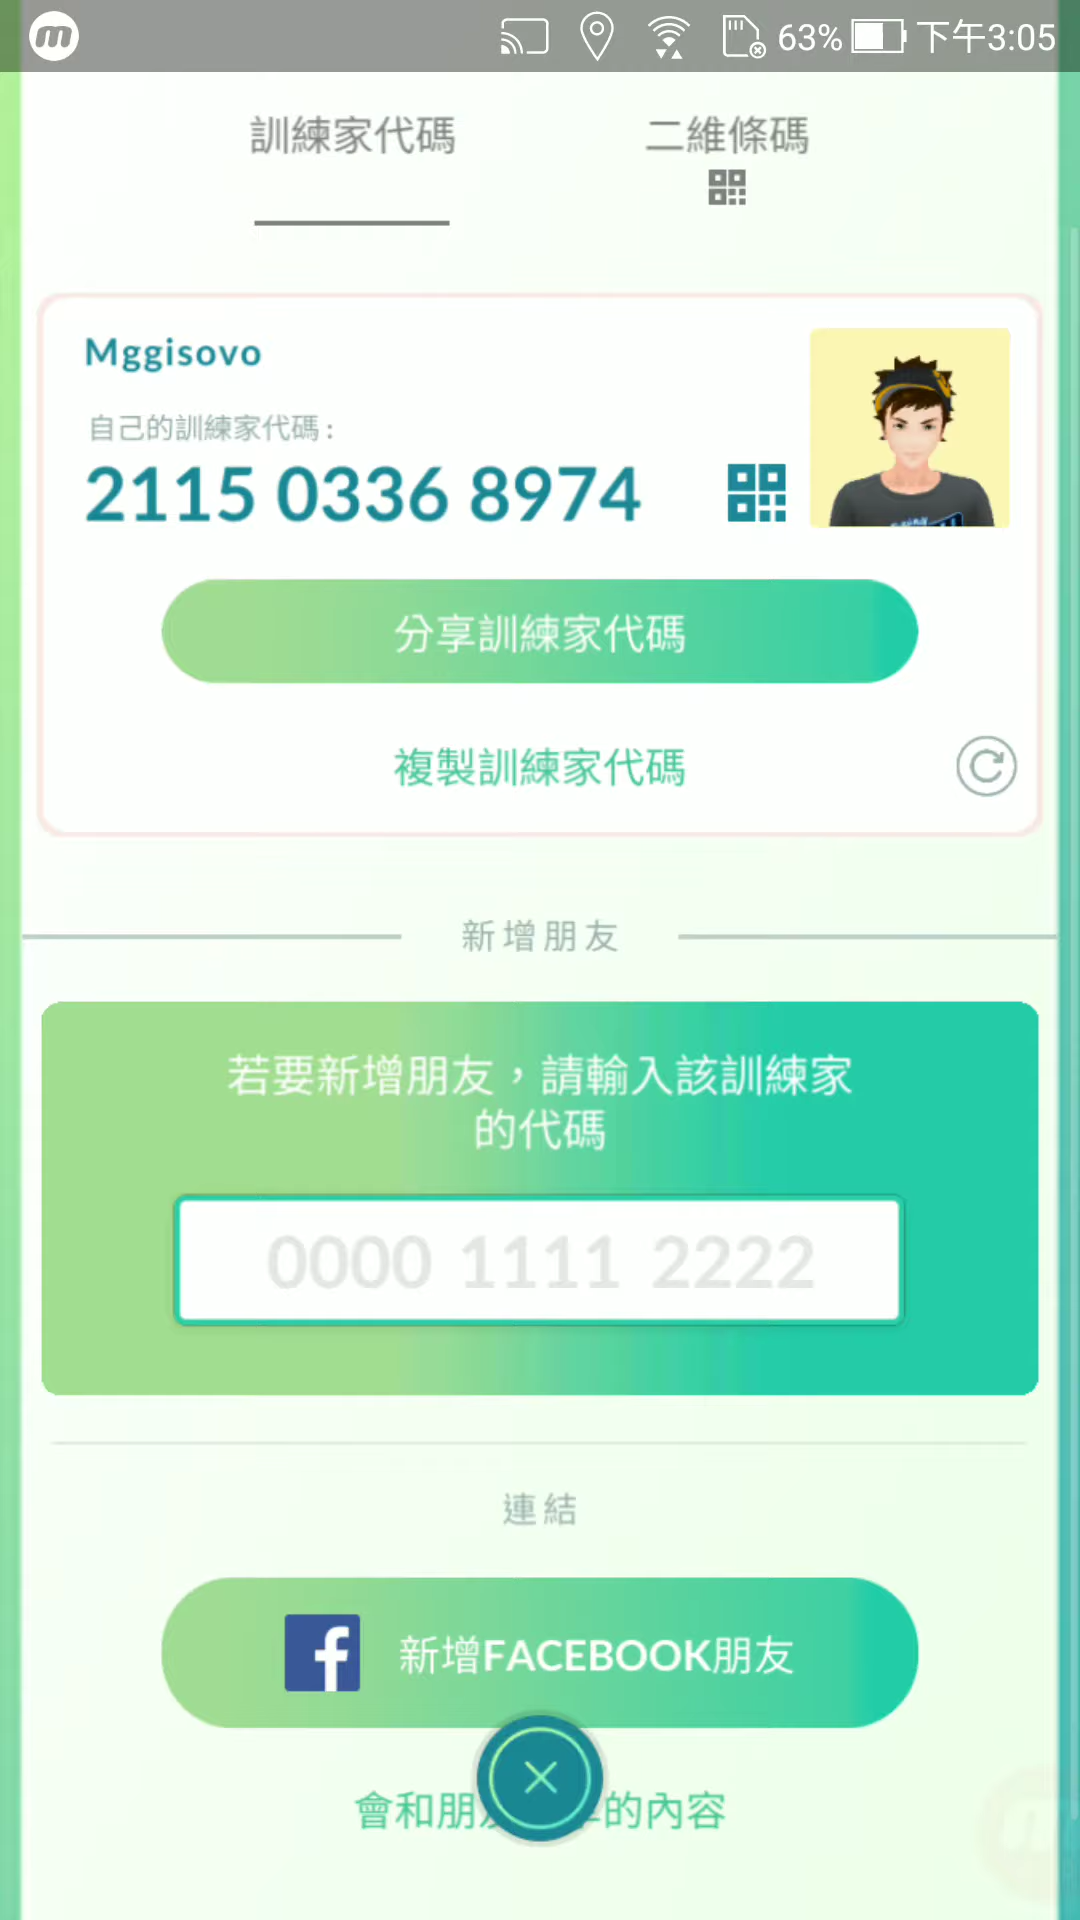 63% 下午3:05
訓練家代碼 二維條碼
Mggisovo
自己的訓練家代碼：
2115 0336 8974
分享訓練家代碼
複製訓練家代碼
新增朋友
若要新增朋友，請輸入該訓練家
的代碼
0000 1111 2222
連結
新增FACEBOOK朋友
會和朋 的內容